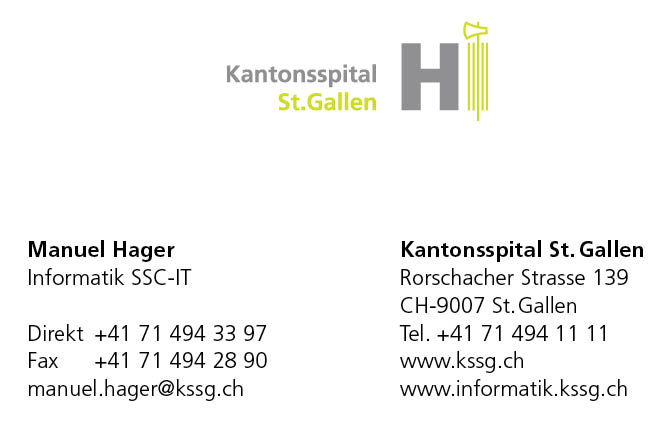 Kantonsspital
St.Gallen
H
Manuel Hager
Informatik SSC-IT
Direkt +41 71 494 33 97
Fax +41 71 494 28 90
manuel.hager@kssg.ch
Kantonsspital St. Gallen
Rorschacher Strasse 139
CH-9007 St. Gallen
Tel. +41 71 494 11 11
www.kssg.ch
www.informatik.kssg.ch